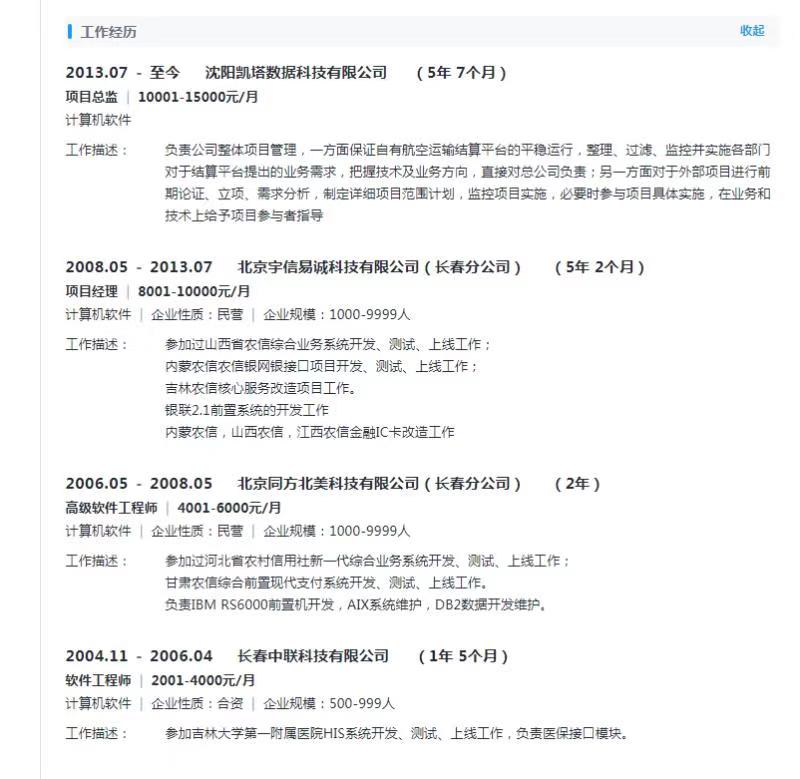 工作经历 收起
2013.07 - 至今 沈阳凯塔数据科技有限公司 （5年 7个月）
项目总监 | 10001-15000元/月
计算机软件
工作描述： 负责公司整体项目管理，一方面保证自有航空运输结算平台的平稳运行，整理、过滤、监控并实施各部门
对于结算平台提出的业务需求，把握技术及业务方向，直接对总公司负责；另一方面对于外部项目进行前
期论证、立项、需求分析，制定详细项目范围计划，监控项目实施，必要时参与项目具体实施，在业务和
技术上给予项目参与者指导
2008.05 - 2013.07 北京宇信易诚科技有限公司（长春分公司） （5年 2个月）
项目经理 | 8001-10000元/月
计算机软件 | 企业性质：民营 | 企业规模：1000-9999人
工作描述： 参加过山西省农信综合业务系统开发、测试、上线工作；
内蒙农信农信银网银接口项目开发、测试、上线工作；
吉林农信核心服务改造项目工作。
银联2.1前置系统的开发工作
内蒙农信，山西农信，江西农信金融IC卡改造工作
2006.05 - 2008.05 北京同方北美科技有限公司（长春分公司） （2年）
高级软件工程师 | 4001-6000元/月
计算机软件 | 企业性质：民营 | 企业规模：1000-9999人
工作描述： 参加过河北省农村信用社新一代综合业务系统开发、测试、上线工作；
甘肃农信综合前置现代支付系统开发、测试、上线工作。
负责IBM RS6000前置机开发，AIX系统维护，DB2数据开发维护。
2004.11 - 2006.04 长春中联科技有限公司 （1年 5个月）
软件工程师 | 2001-4000元/月
计算机软件 | 企业性质：合资 | 企业规模：500-999人
工作描述： 参加吉林大学第一附属医院HIS系统开发、测试、上线工作，负责医保接口模块。